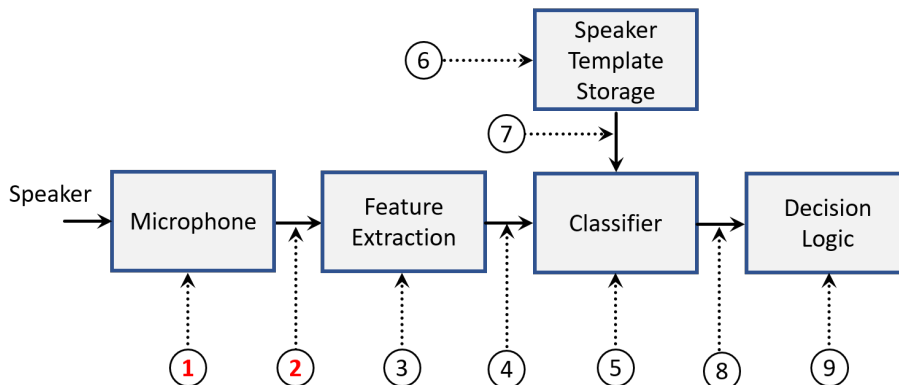 Speaker
Template
Storage
6
7
Speaker
Microphone
Feature
Extraction
Classifier
Decision
Logic
1
2
3
4
5
8
9